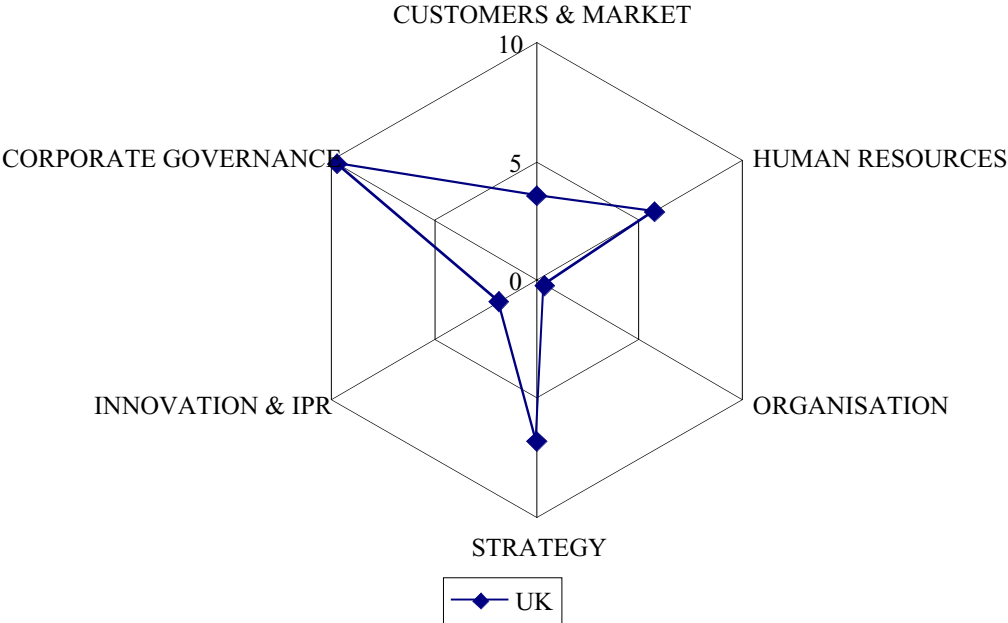 CUSTOMERS & MARKET
10
CORPORATE GOVERNANCE
5
HUMAN RESOURCES
0
INNOVATION & IPR
ORGANISATION
STRATEGY
UK